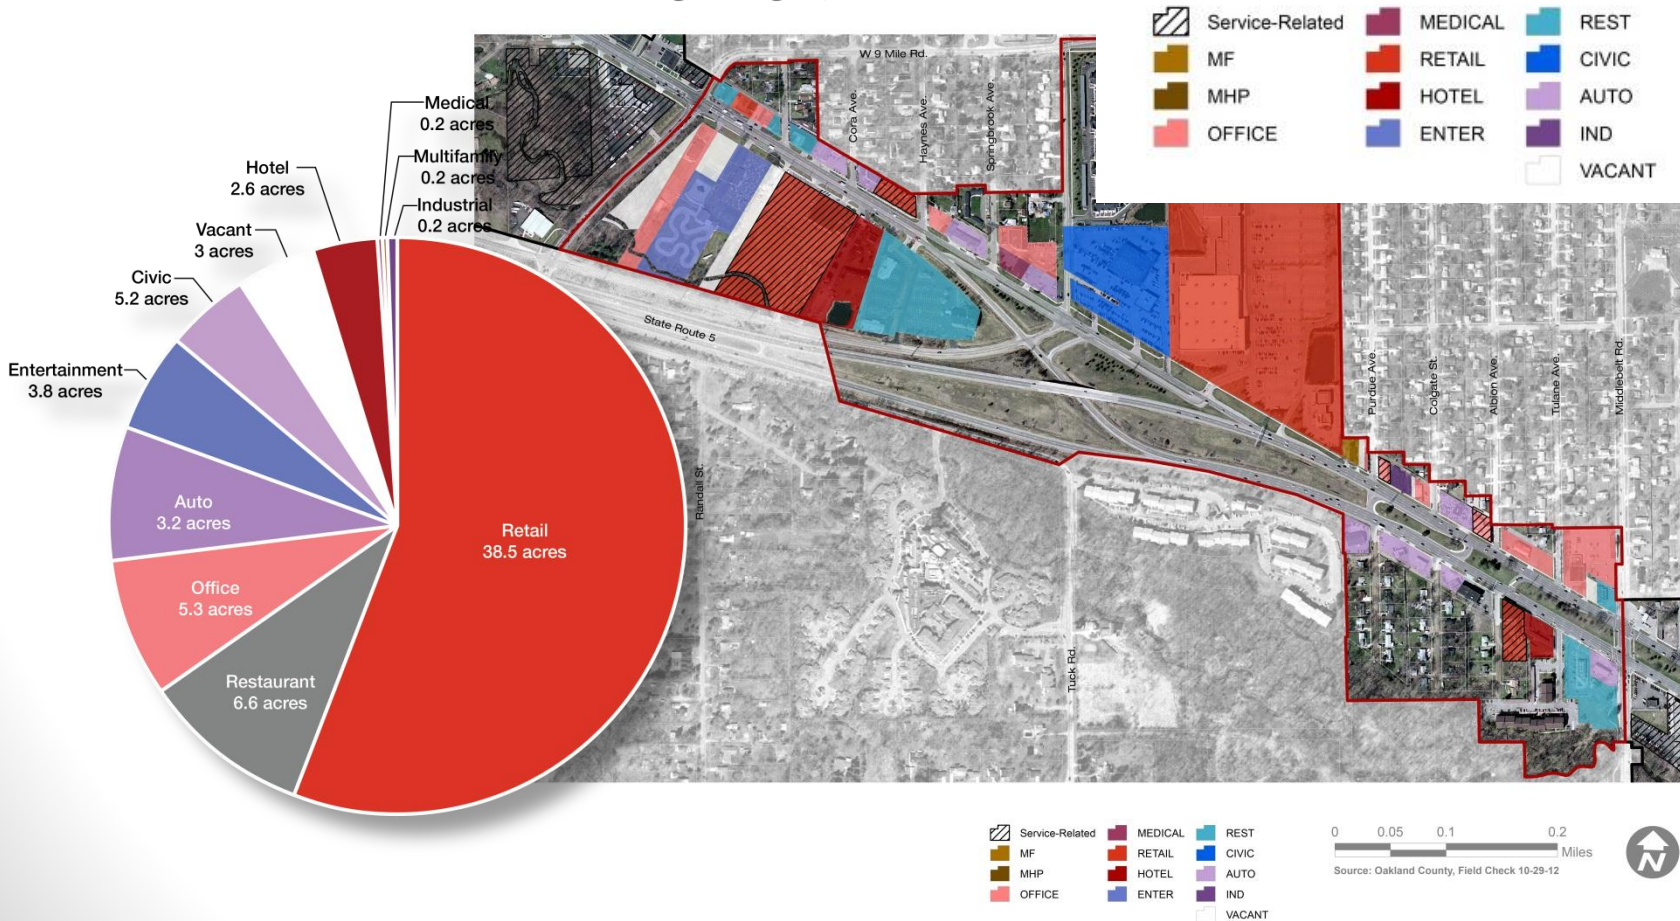 Service-Related
MEDICAL
REST
MF
RETAIL
CIVIC
MHP
HOTEL
AUTO
OFFICE
ENTER
IND
VACANT
Medical
0.2 acres
Multifamily
0.2 acres
Industrial
0.2 acres
Hotel
2.6 acres
Vacant
3 acres
Civic
5.2 acres
Entertainment
3.8 acres
Auto
3.2 acres
Office
5.3 acres
Restaurant
6.6 acres
Retail
38.5 acres
W 9 Mile Rd.
Cora Ave.
Haynes Ave.
Springbrook Ave.
State Route 5
Randall St.
Tuck Rd.
Purdue Ave.
Colgate St.
Albion Ave.
Tulane Ave.
Middlebelt Rd.
Service-Related
MEDICAL
REST
MF
RETAIL
CIVIC
MHP
HOTEL
AUTO
OFFICE
ENTER
IND
VACANT
0 0.05 0.1 0.2
Miles
Source: Oakland County, Field Check 10-29-12
N